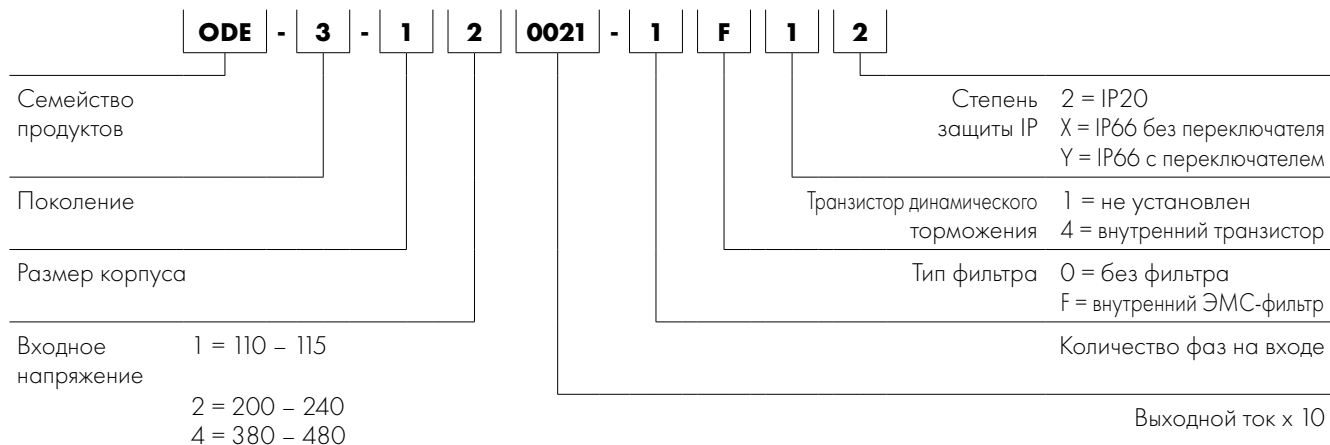 ODE - 3 - 1 2 0021 - 1 F 1 2
Семейство
продуктов
Степень
защиты IP
2 = IP20
X = IP66 без переключателя
Y = IP66 с переключателем
Поколение
Транзистор динамического
торможения
1 = не установлен
4 = внутренний транзистор
Размер корпуса
Тип фильтра
0 = без фильтра
F = внутренний ЭМС-фильтр
Входное
напряжение
1 = 110 – 115
2 = 200 – 240
4 = 380 – 480
Количество фаз на входе
Выходной ток x 10